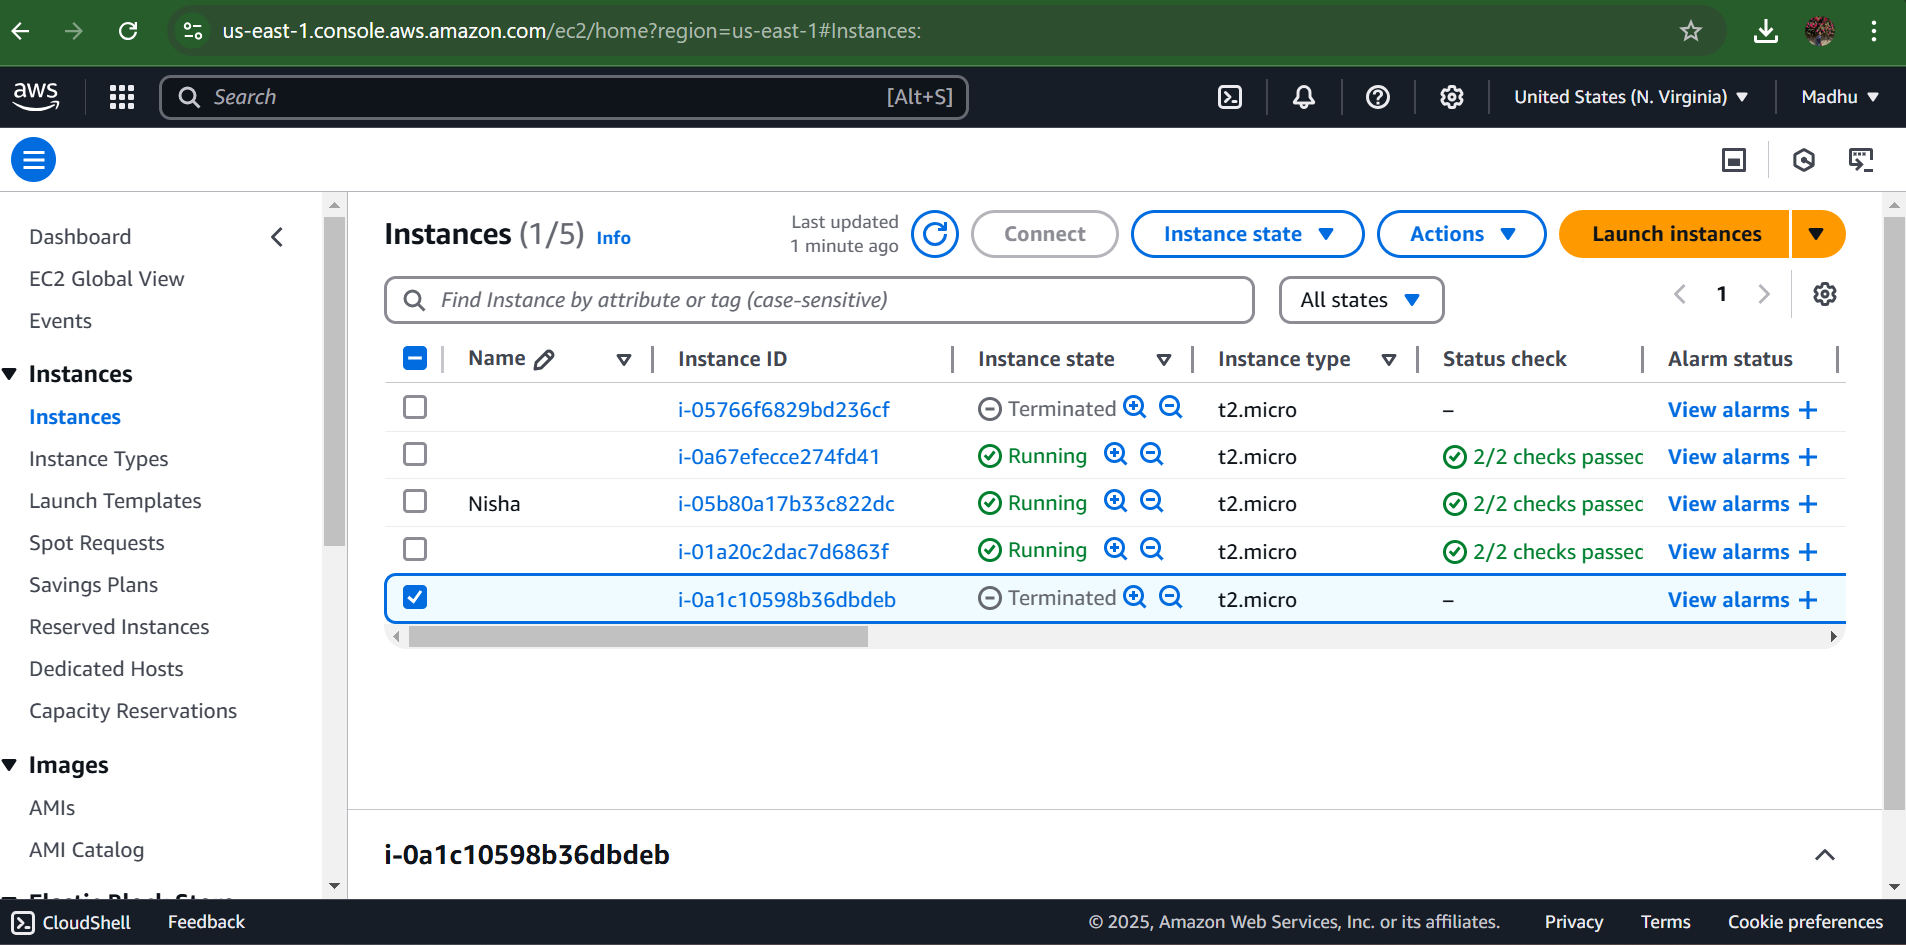 us-east-1.console.aws.amazon.com/ec2/home?region=us-east-1#Instances:
aws
Search [Alt+S]
United States (N. Virginia)
Madhu
Dashboard
EC2 Global View
Events
Instances
Instances
Instance Types
Launch Templates
Spot Requests
Savings Plans
Reserved Instances
Dedicated Hosts
Capacity Reservations
Images
AMIs
AMI Catalog
Elastic Block Store
Instances (1/5) Info
Last updated
1 minute ago
Connect
Instance state
Actions
Launch instances
Find Instance by attribute or tag (case-sensitive)
All states
1
Name Instance ID Instance state Instance type Status check Alarm status
i-05766f6829bd236cf Terminated t2.micro – View alarms +
i-0a67efecce274fd41 Running t2.micro 2/2 checks passed View alarms +
Nisha i-05b80a17b33c822dc Running t2.micro 2/2 checks passed View alarms +
i-01a20c2dac7d6863f Running t2.micro 2/2 checks passed View alarms +
i-0a1c10598b36dbdeb Terminated t2.micro – View alarms +
i-0a1c10598b36dbdeb
CloudShell Feedback © 2025, Amazon Web Services, Inc. or its affiliates. Privacy Terms Cookie preferences